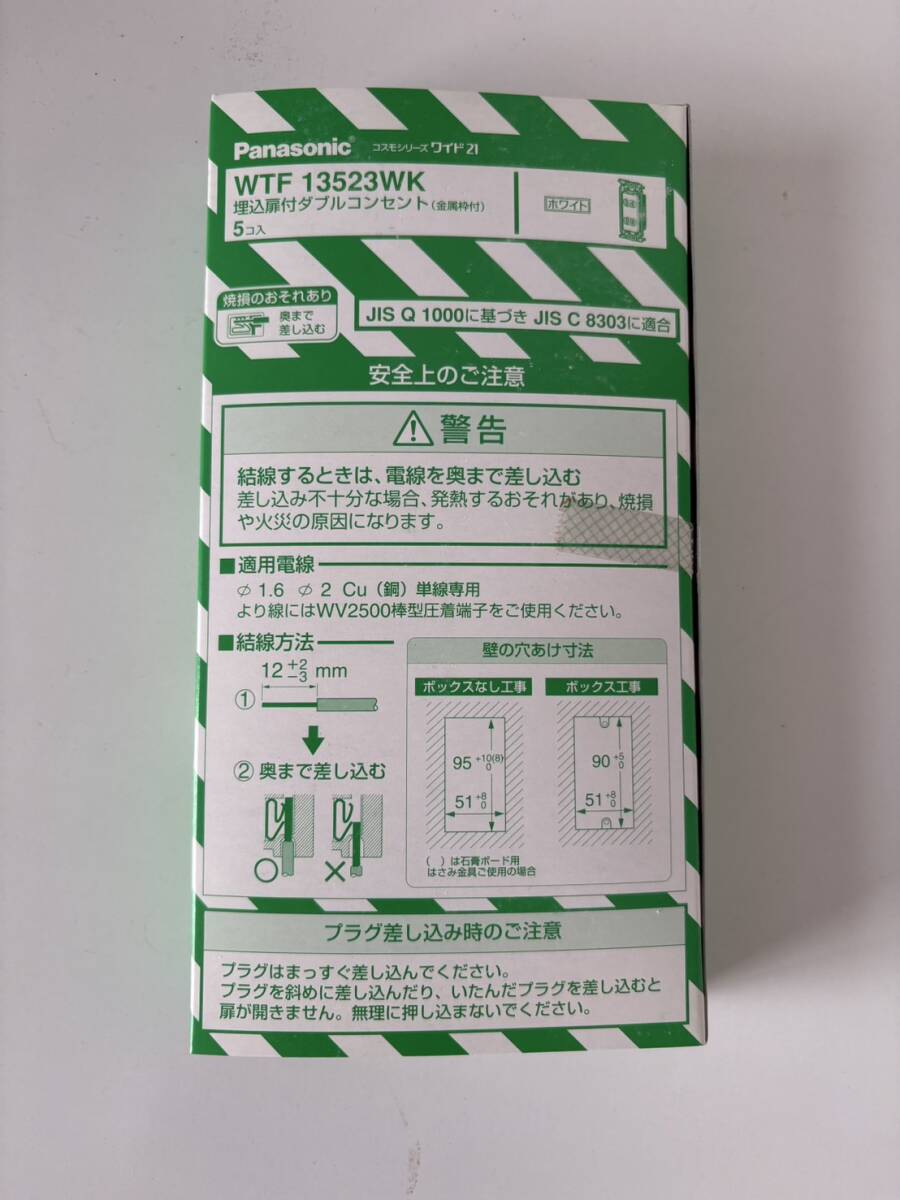 Panasonic® コスモシリーズ ワイド21
WTF 13523WK
埋込扉付ダブルコンセント(金属枠付)
5コ入
ホワイト
焼損のおそれあり
奥まで
差し込む
JIS Q 1000に基づき JIS C 8303に適合
安全上のご注意
⚠警告
結線するときは、電線を奥まで差し込む
差し込み不十分な場合、発熱するおそれがあり、焼損
や火災の原因になります。
■適用電線
φ1.6 φ2 Cu(銅)単線専用
より線にはWV2500棒型圧着端子をご使用ください。
■結線方法
12 +2 −3 mm
①
②奥まで差し込む
○ ×
壁の穴あけ寸法
ボックスなし工事 ボックス工事
95 +10(8) 0 90 +5 0
51 +8 0 51 +8 0
( )は石膏ボード用
はさみ金具ご使用の場合
プラグ差し込み時のご注意
プラグはまっすぐ差し込んでください。
プラグを斜めに差し込んだり、いたんだプラグを差し込むと
扉が開きません。無理に押し込まないでください。